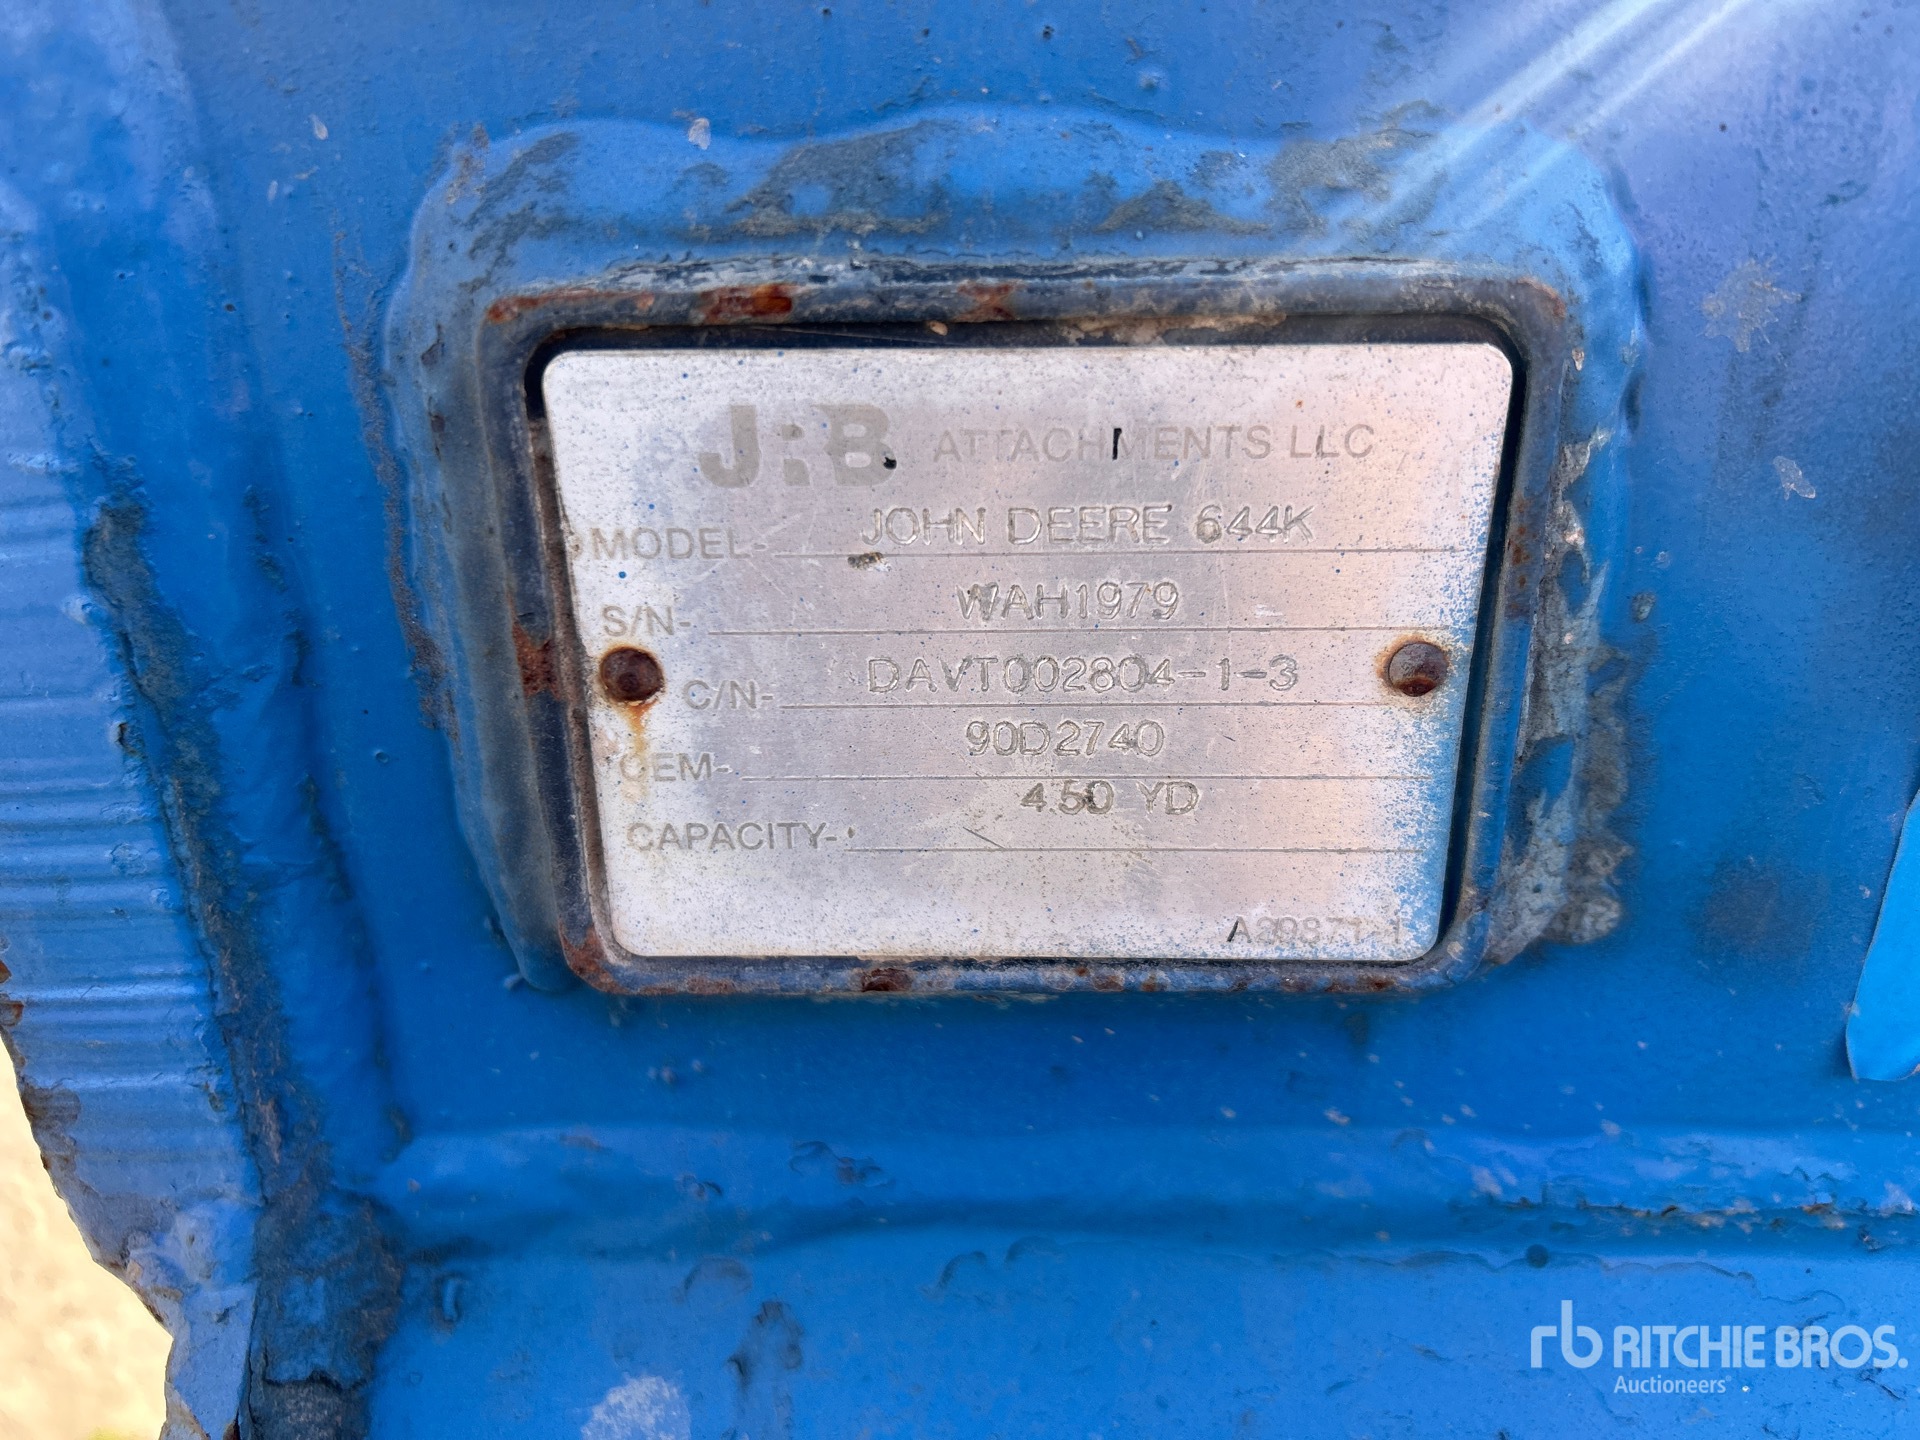 JRB ATTACHMENTS LLC
MODEL- JOHN DEERE 644K
S/N- WAH1979
C/N- DAVT002804-1-3
OEM- 90D2740
CAPACITY- 4.50 YD
rb RITCHIE BROS.
Auctioneers